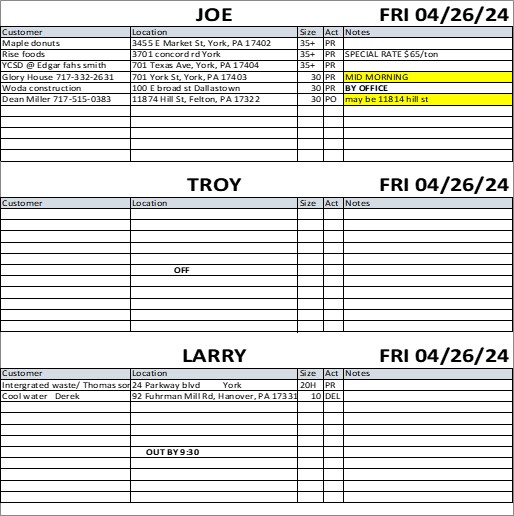 JOE FRI 04/26/24
Customer Location Size Act Notes
Maple donuts 3455 E Market St, York, PA 17402 35+ PR
Rise foods 3701 concord rd York 35+ PR SPECIAL RATE $65/ton
YCSD @ Edgar fahs smith 701 Texas Ave, York, PA 17404 35+ PR
Glory House 717-332-2631 701 York St, York, PA 17403 30 PR MID MORNING
Woda construction 100 E broad st Dallastown 30 PR BY OFFICE
Dean Miller 717-515-0383 11874 Hill St, Felton, PA 17322 30 PO may be 11814 hill st
TROY FRI 04/26/24
Customer Location Size Act Notes
OFF
LARRY FRI 04/26/24
Customer Location Size Act Notes
Intergrated waste/ Thomas son 24 Parkway blvd York 20H PR
Cool water Derek 92 Fuhrman Mill Rd, Hanover, PA 17331 10 DEL
OUT BY 9:30